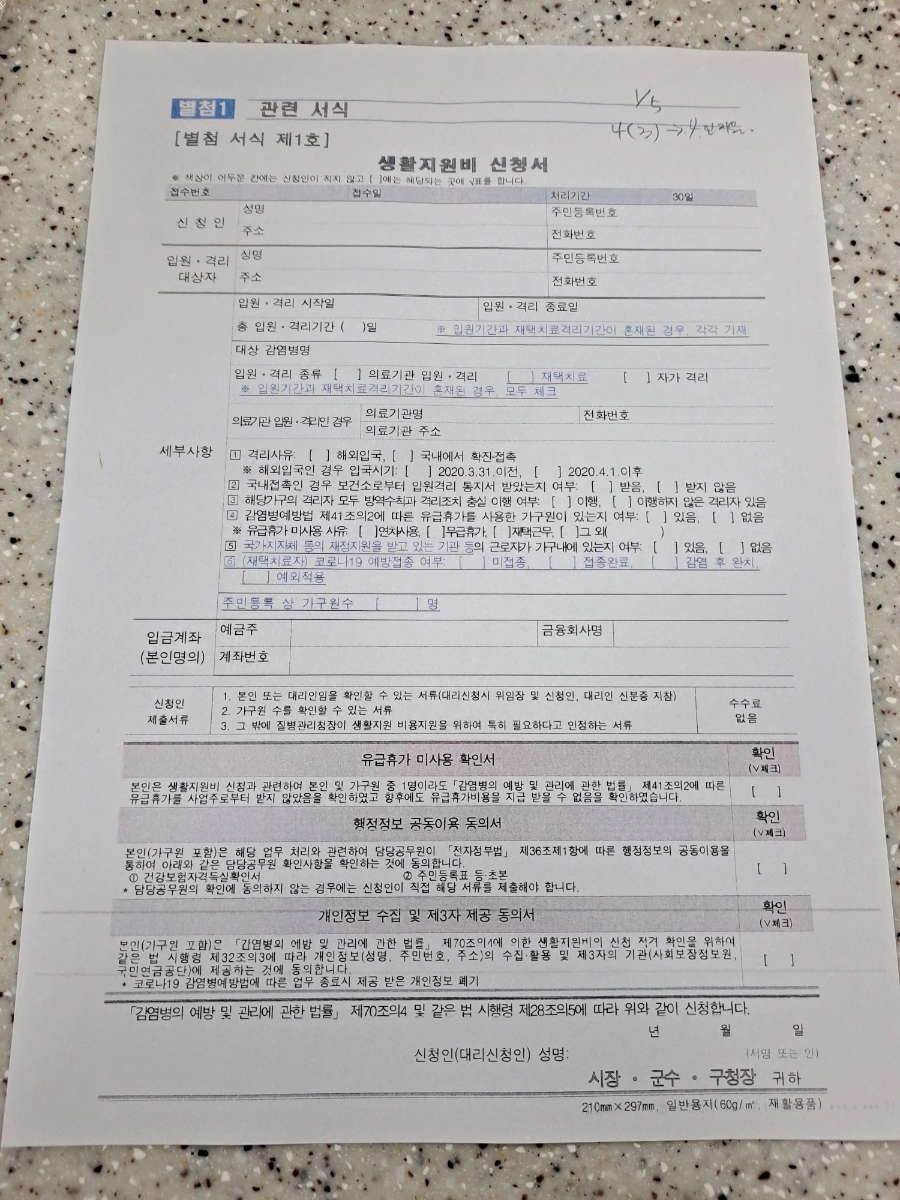 별첨1 관련 서식
1/5
[별첨 서식 제1호]
생활지원비 신청서
※ 색상이 어두운 칸에는 신청인이 적지 않고 [ ]에는 해당되는 곳에 √표를 합니다.
접수번호 접수일 처리기간 30일
신 청 인 성명 주민등록번호
주소 전화번호
입원・격리 대상자 성명 주민등록번호
주소 전화번호
세부사항
입원・격리 시작일 입원・격리 종료일
총 입원・격리기간 ( )일 ※ 입원기간과 재택치료격리기간이 혼재된 경우, 각각 기재
대상 감염병명
입원・격리 종류 [ ] 의료기관 입원・격리 [ ] 재택치료 [ ] 자가 격리
※ 입원기간과 재택치료격리기간이 혼재된 경우, 모두 체크
의료기관 입원・격리인 경우 의료기관명 전화번호
의료기관 주소
1 격리사유: [ ] 해외입국, [ ] 국내에서 확진·접촉
※ 해외입국인 경우 입국시기: [ ] 2020.3.31.이전, [ ] 2020.4.1.이후
2 국내접촉인 경우 보건소로부터 입원격리 통지서 받았는지 여부: [ ] 받음, [ ] 받지 않음
3 해당가구의 격리자 모두 방역수칙과 격리조치 충실 이행 여부: [ ] 이행, [ ] 이행하지 않은 격리자 있음
4 감염병예방법 제41조의2에 따른 유급휴가를 사용한 가구원이 있는지 여부: [ ] 있음, [ ] 없음
※ 유급휴가 미사용 사유: [ ]연차사용, [ ]무급휴가, [ ]재택근무, [ ]그 외( )
5 국가·지자체 등의 재정지원을 받고 있는 기관 등의 근로자가 가구내에 있는지 여부: [ ] 있음, [ ] 없음
6 (재택치료자) 코로나19 예방접종 여부: [ ] 미접종, [ ] 접종완료, [ ] 감염 후 완치,
[ ] 예외적용
주민등록 상 가구원수 [ ] 명
입금계좌 (본인명의) 예금주 금융회사명
계좌번호
신청인 제출서류
1. 본인 또는 대리인임을 확인할 수 있는 서류(대리신청시 위임장 및 신청인, 대리인 신분증 지참)
2. 가구원 수를 확인할 수 있는 서류
3. 그 밖에 질병관리청장이 생활지원 비용지원을 위하여 특히 필요하다고 인정하는 서류
수수료 없음
유급휴가 미사용 확인서 확인 (∨체크)
본인은 생활지원비 신청과 관련하여 본인 및 가구원 중 1명이라도 「감염병의 예방 및 관리에 관한 법률」 제41조의2에 따른
유급휴가를 사업주로부터 받지 않았음을 확인하였고 향후에도 유급휴가비용을 지급 받을 수 없음을 확인하였습니다. [ ]
행정정보 공동이용 동의서 확인 (∨체크)
본인(가구원 포함)은 해당 업무 처리와 관련하여 담당공무원이 「전자정부법」 제36조제1항에 따른 행정정보의 공동이용을
통하여 아래와 같은 담당공무원 확인사항을 확인하는 것에 동의합니다. [ ]
① 건강보험자격득실확인서 ② 주민등록표 등·초본
* 담당공무원의 확인에 동의하지 않는 경우에는 신청인이 직접 해당 서류를 제출해야 합니다.
개인정보 수집 및 제3자 제공 동의서 확인 (∨체크)
본인(가구원 포함)은 「감염병의 예방 및 관리에 관한 법률」 제70조의4에 의한 생활지원비의 신청 적격 확인을 위하여
같은 법 시행령 제32조의3에 따라 개인정보(성명, 주민번호, 주소)의 수집·활용 및 제3자의 기관(사회보장정보원,
국민연금공단)에 제공하는 것에 동의합니다. [ ]
* 코로나19 감염병예방법에 따른 업무 종료시 제공 받은 개인정보 폐기
「감염병의 예방 및 관리에 관한 법률」 제70조의4 및 같은 법 시행령 제28조의5에 따라 위와 같이 신청합니다.
년 월 일
신청인(대리신청인) 성명: (서명 또는 인)
시장・군수・구청장 귀하
210㎜×297㎜, 일반용지(60g/㎡, 재활용품)